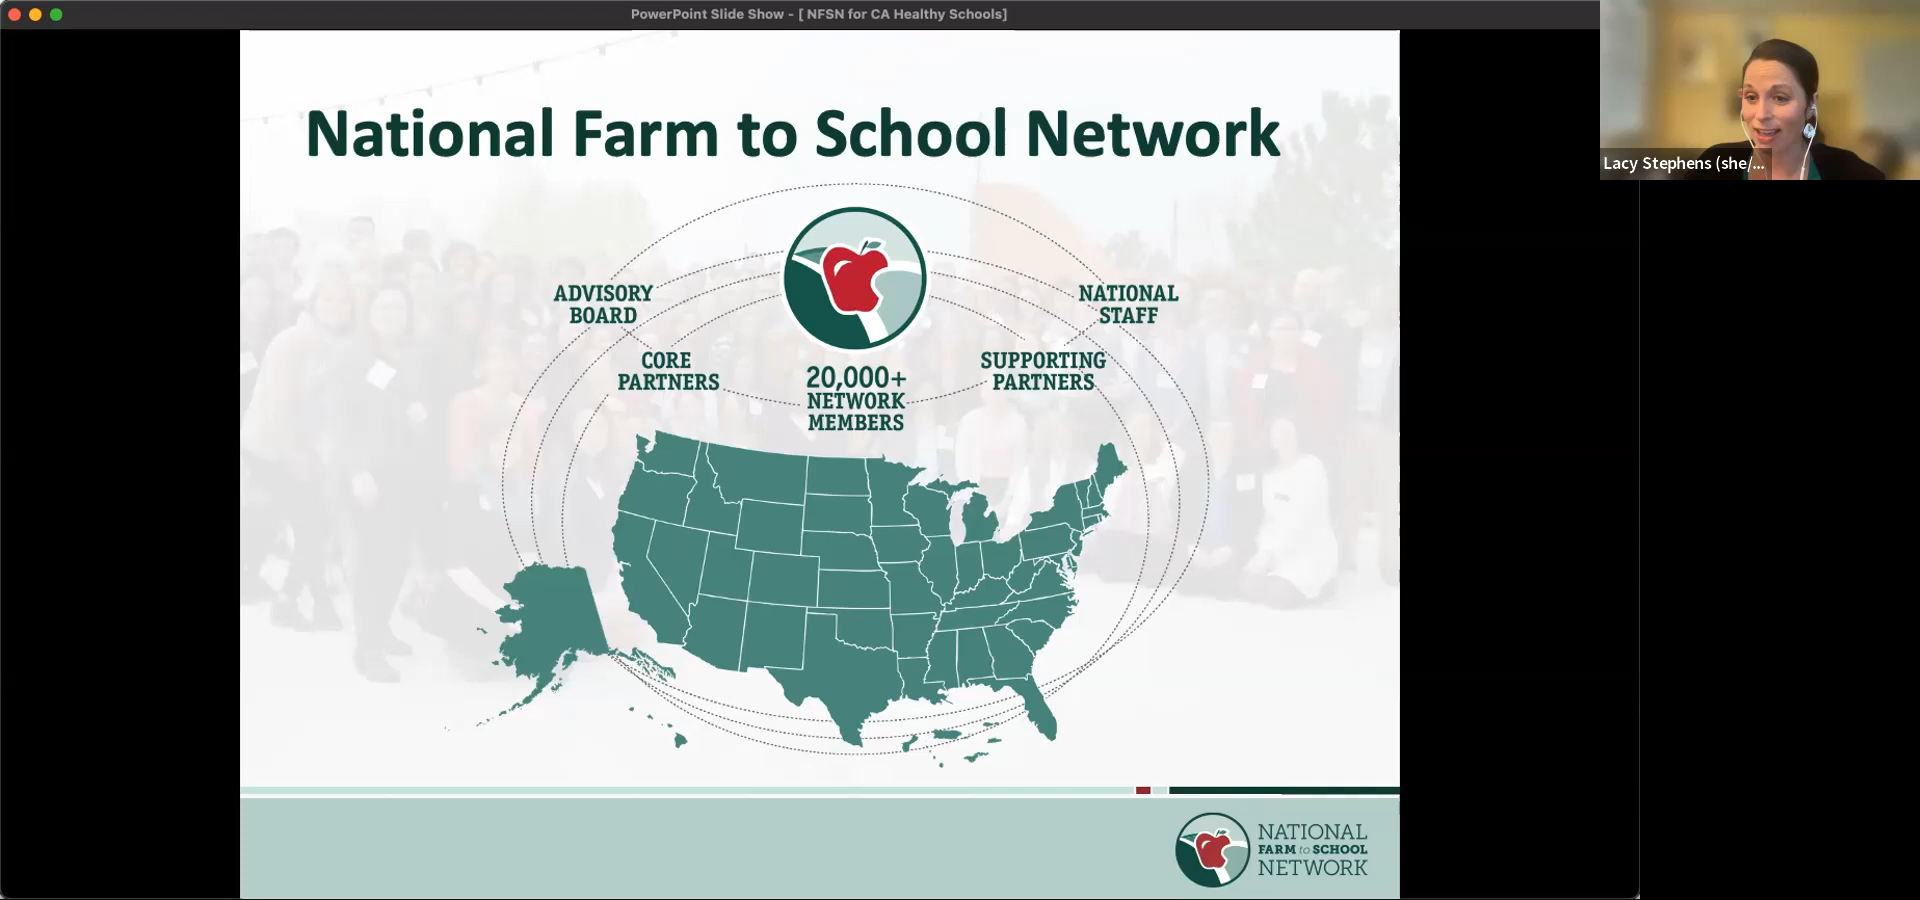 PowerPoint Slide Show - [ NFSN for CA Healthy Schools]
Lacy Stephens (she/...
National Farm to School Network
ADVISORY
BOARD
NATIONAL
STAFF
CORE
PARTNERS
SUPPORTING
PARTNERS
20,000+
NETWORK
MEMBERS
NATIONAL
FARM to SCHOOL
NETWORK